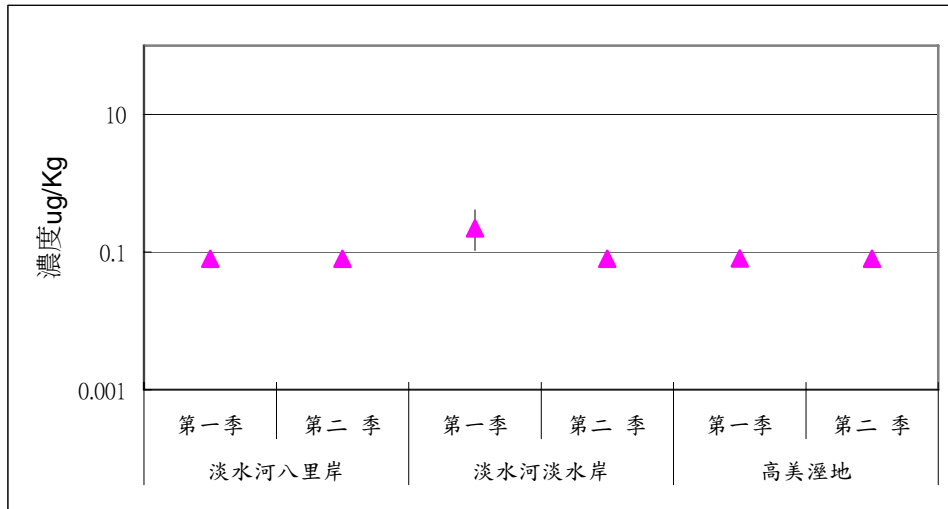 濃度ug/Kg
10
0.1
0.001
第一季 第二 季 第一季 第二 季 第一季 第二 季
淡水河八里岸 淡水河淡水岸 高美溼地